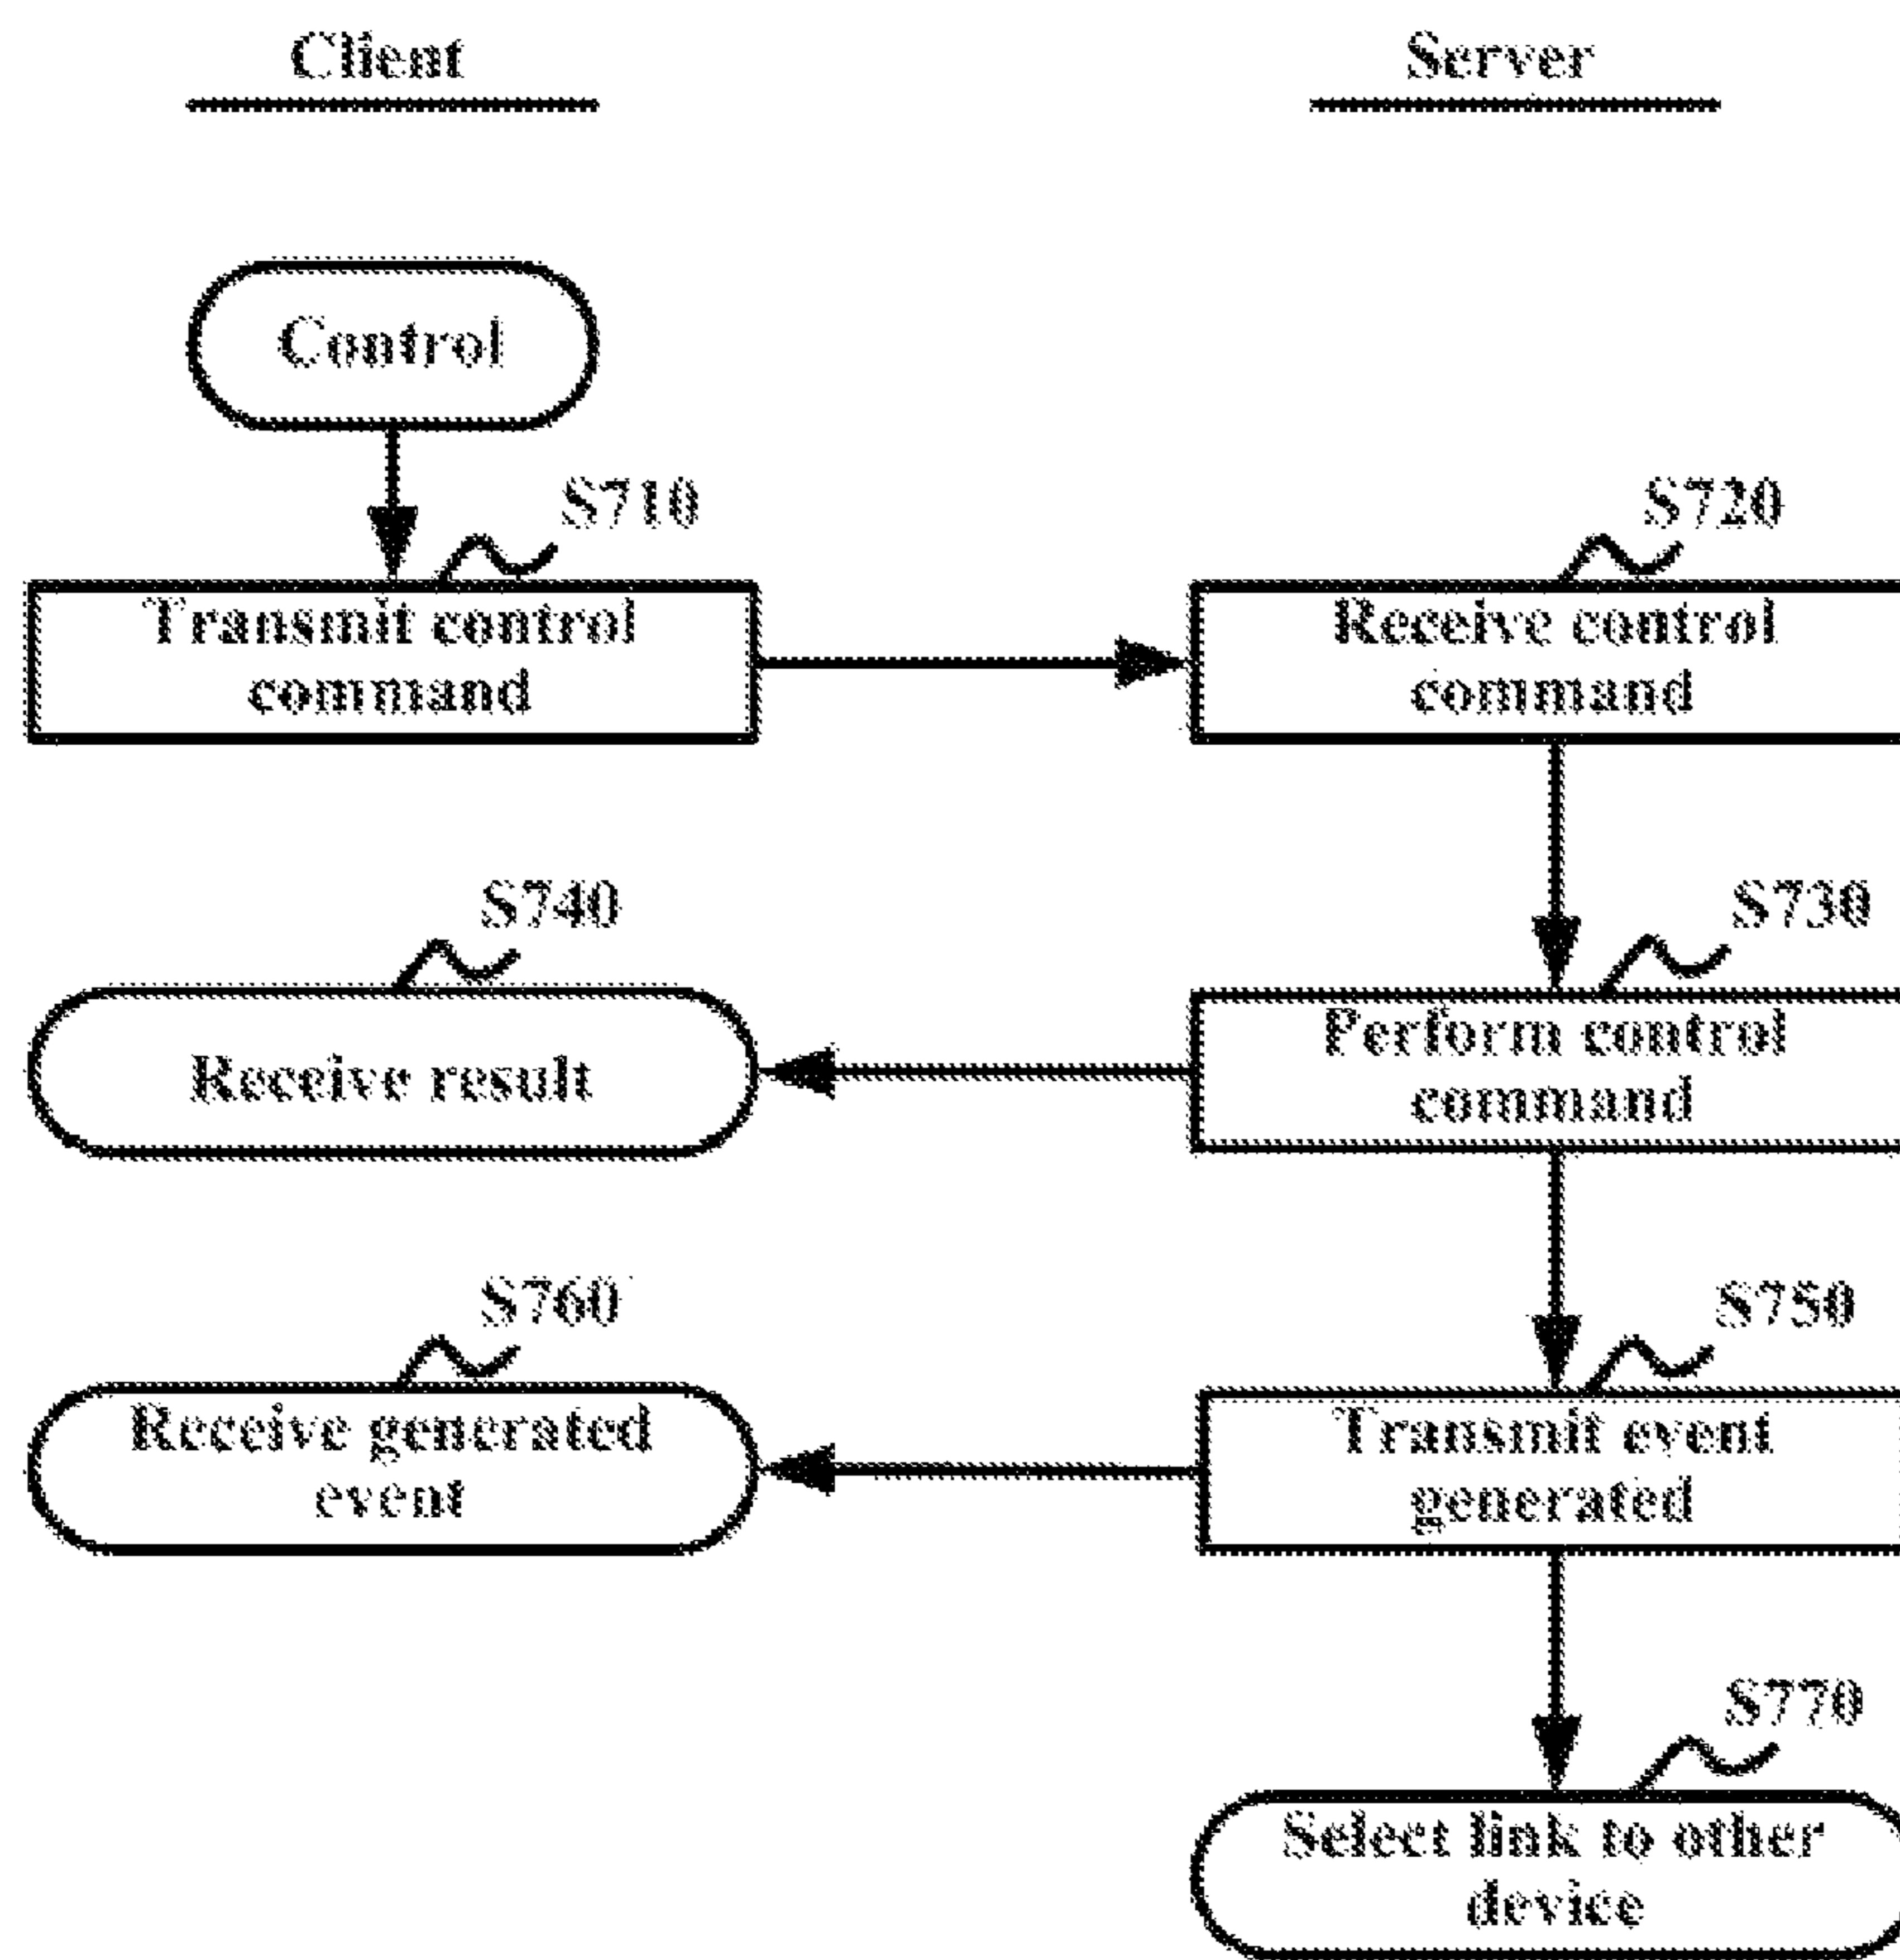 Client
Server
Control
S710
S720
Transmit control
command
Receive control
command
S740
S730
Receive result
Perform control
command
S760
S750
Receive generated
event
Transmit event
generated
S770
Select link to other
device